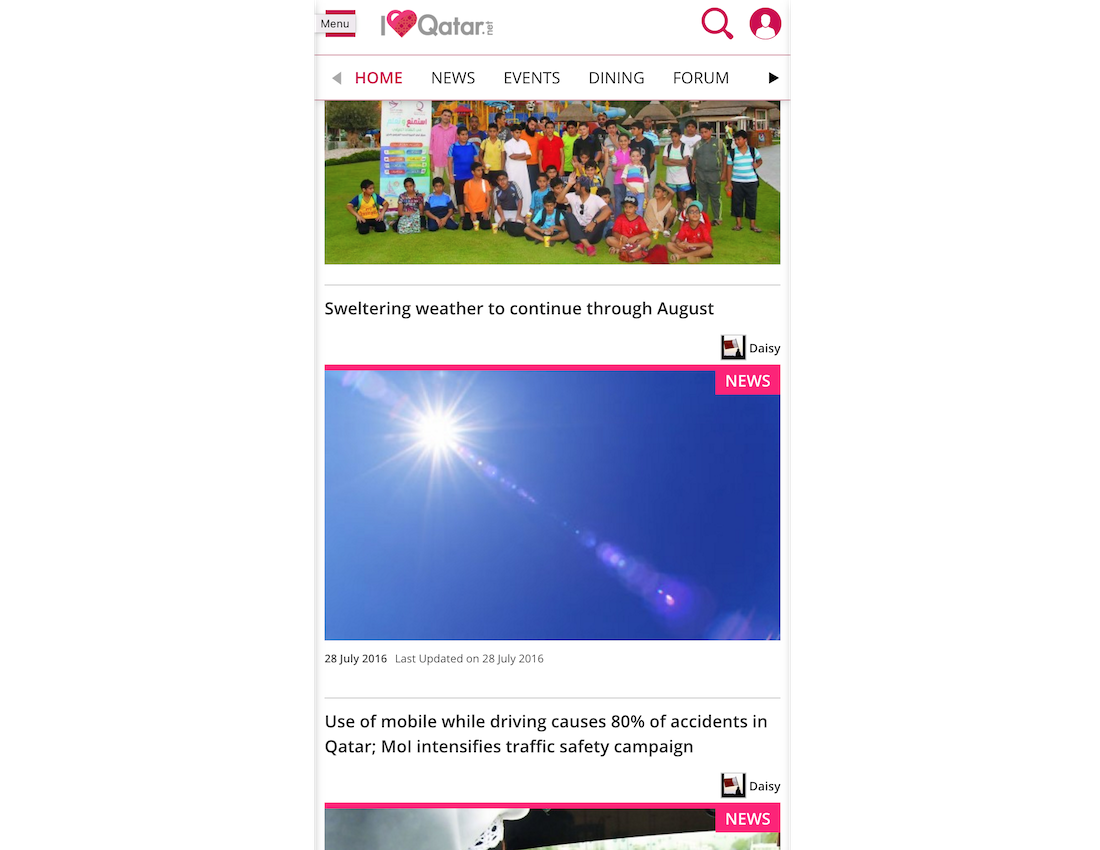 Menu
I Qatar.net
HOME NEWS EVENTS DINING FORUM
Sweltering weather to continue through August
Daisy
NEWS
28 July 2016 Last Updated on 28 July 2016
Use of mobile while driving causes 80% of accidents in
Qatar; MoI intensifies traffic safety campaign
Daisy
NEWS